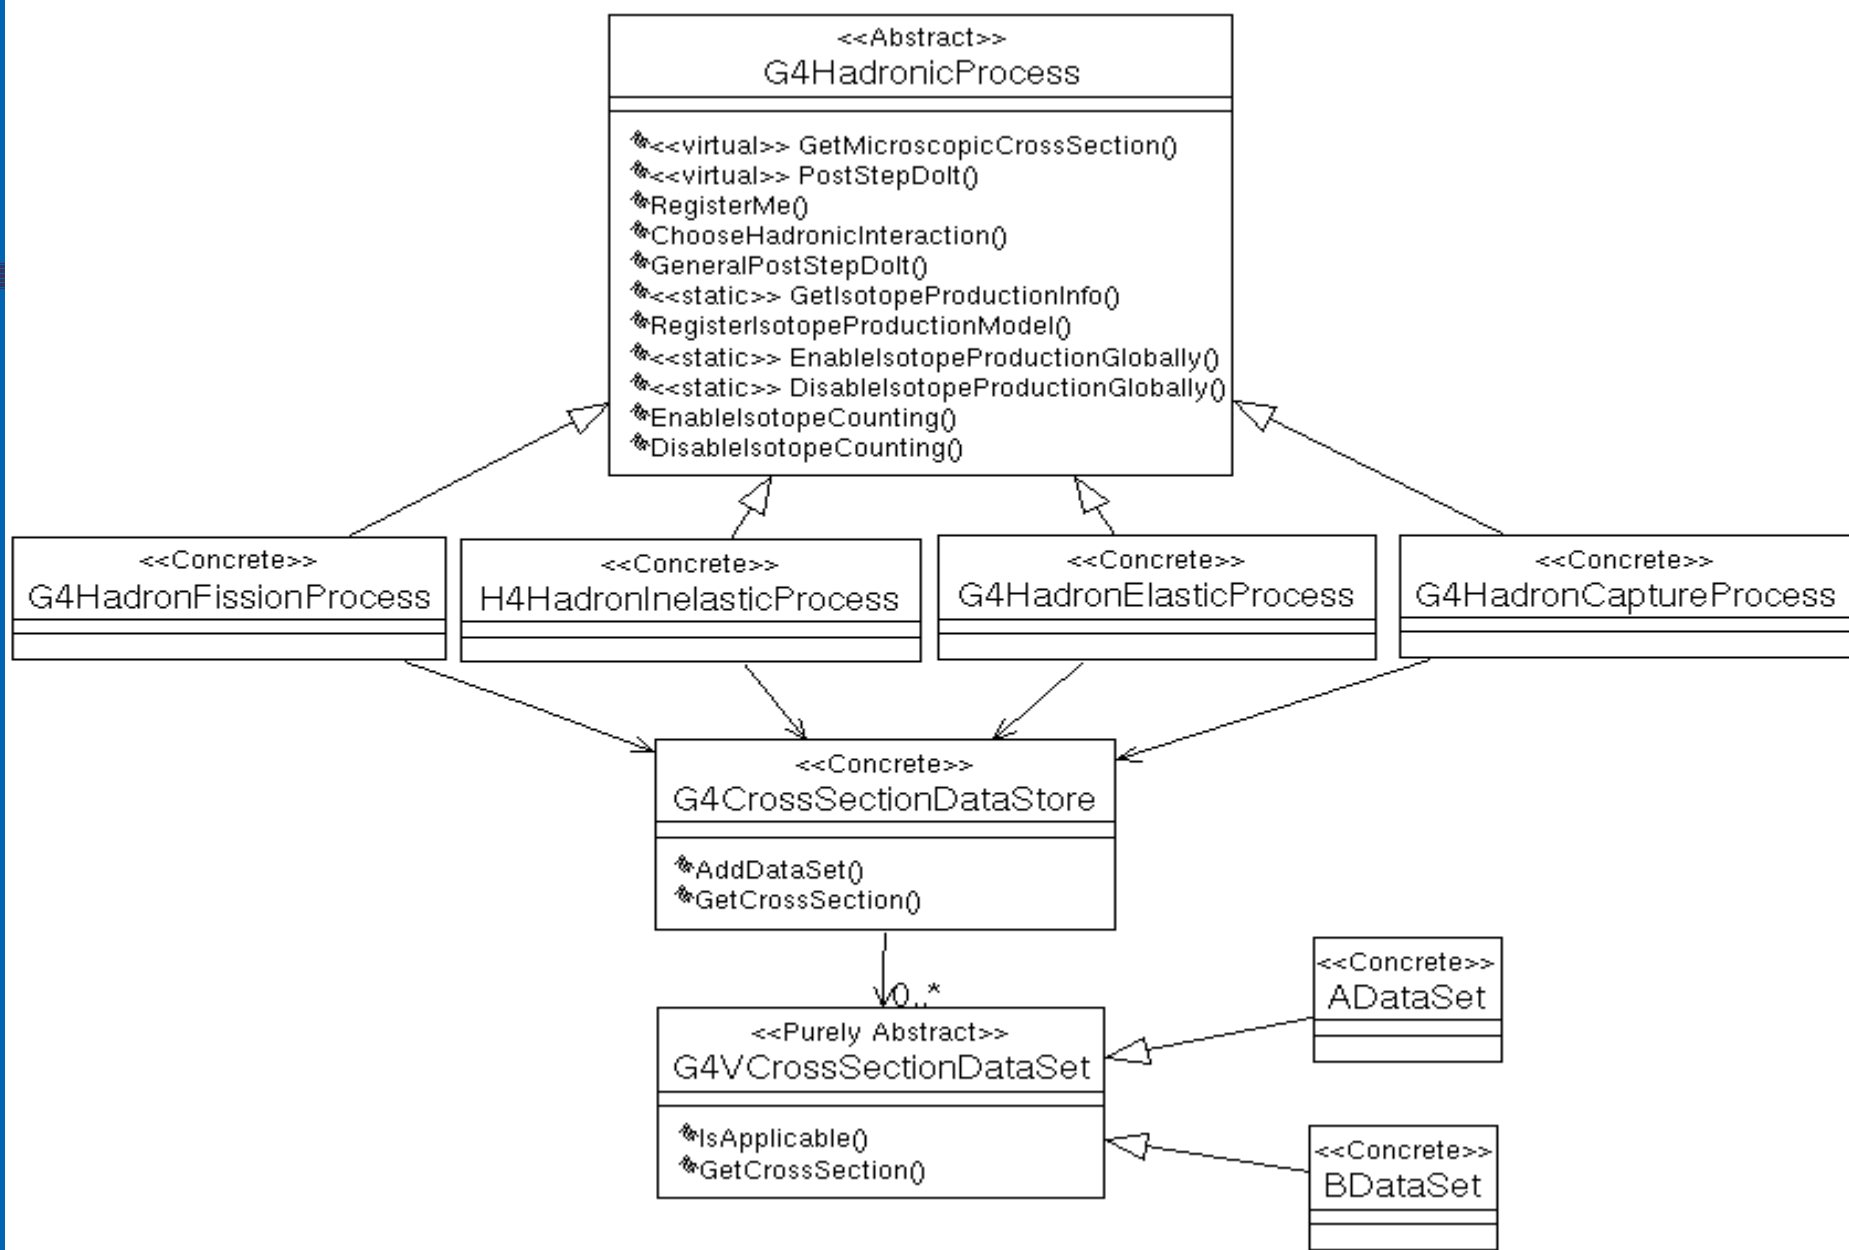 <<Abstract>>
G4HadronicProcess
<<virtual>> GetMicroscopicCrossSection()
<<virtual>> PostStepDoIt()
RegisterMe()
ChooseHadronicInteraction()
GeneralPostStepDoIt()
<<static>> GetIsotopeProductionInfo()
RegisterIsotopeProductionModel()
<<static>> EnableIsotopeProductionGlobally()
<<static>> DisableIsotopeProductionGlobally()
EnableIsotopeCounting()
DisableIsotopeCounting()
<<Concrete>>
G4HadronFissionProcess
<<Concrete>>
H4HadronInelasticProcess
<<Concrete>>
G4HadronElasticProcess
<<Concrete>>
G4HadronCaptureProcess
<<Concrete>>
G4CrossSectionDataStore
AddDataSet()
GetCrossSection()
0..*
<<Purely Abstract>>
G4VCrossSectionDataSet
IsApplicable()
GetCrossSection()
<<Concrete>>
ADataSet
<<Concrete>>
BDataSet